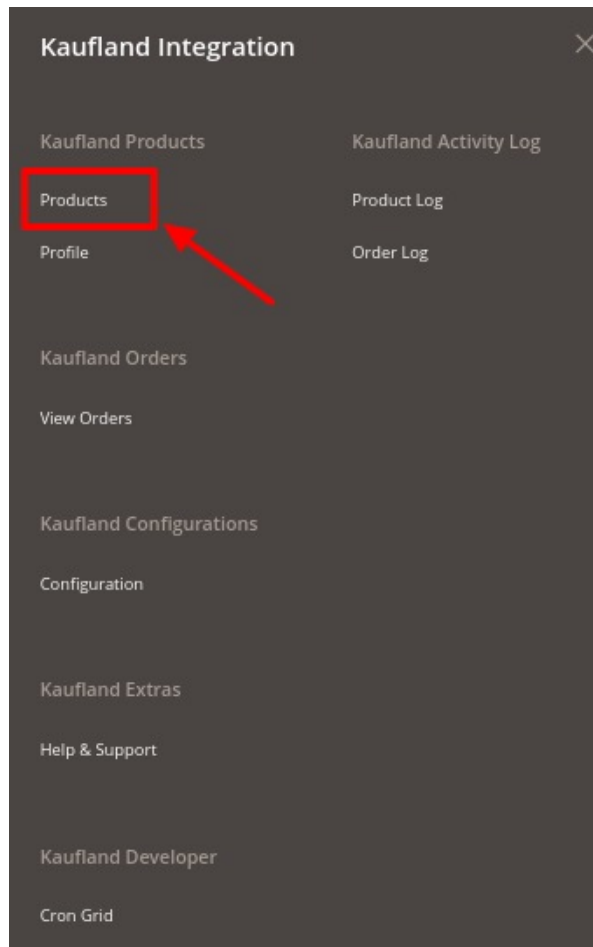 Kaufland Integration
Kaufland Products
Products
Profile
Kaufland Activity Log
Product Log
Order Log
Kaufland Orders
View Orders
Kaufland Configurations
Configuration
Kaufland Extras
Help & Support
Kaufland Developer
Cron Grid